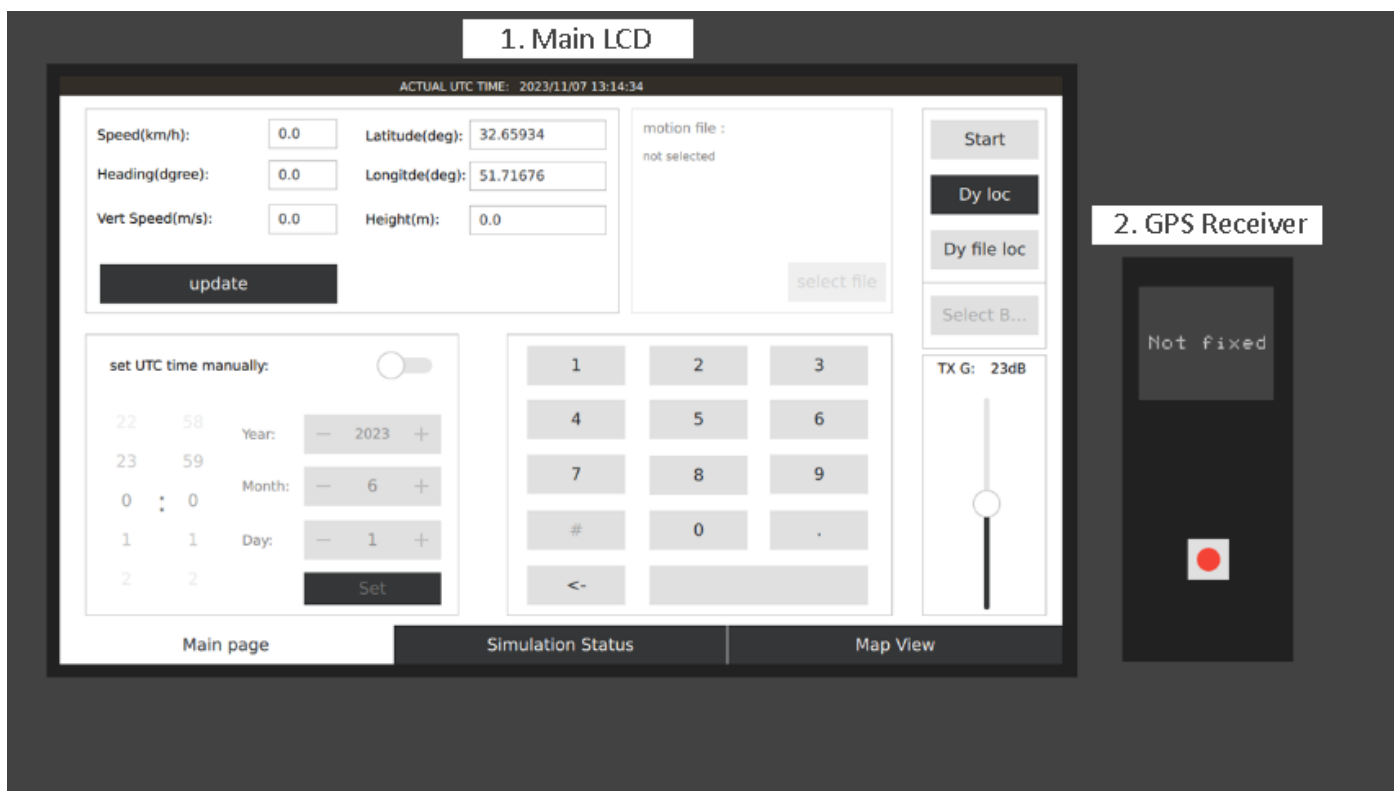 1. Main LCD
ACTUAL UTC TIME: 2023/11/07 13:14:34
Speed(km/h): 0.0 Latitude(deg): 32.65934
Heading(dgree): 0.0 Longitde(deg): 51.71676
Vert Speed(m/s): 0.0 Height(m): 0.0
update
motion file :
not selected
select file
Start
Dy loc
Dy file loc
Select B...
2. GPS Receiver
Not fixed
set UTC time manually:
22 58
23 59
0 : 0
1 1
2 2
Year: — 2023 +
Month: — 6 +
Day: — 1 +
Set
1 2 3
4 5 6
7 8 9
# 0 .
<-
TX G: 23dB
Main page
Simulation Status
Map View